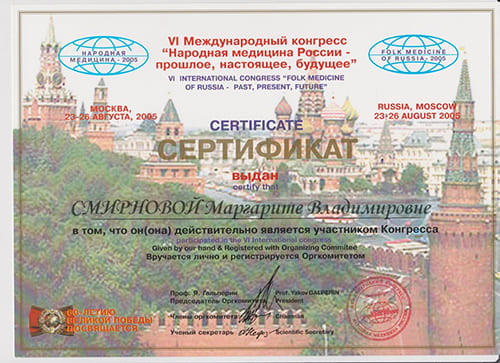 VI Международный конгресс
"Народная медицина России -
прошлое, настоящее, будущее"
НАРОДНАЯ
МЕДИЦИНА - 2005
FOLK MEDICINE
OF RUSSIA - 2005
VI INTERNATIONAL CONGRESS "FOLK MEDICINE
OF RUSSIA - PAST, PRESENT, FUTURE"
МОСКВА,
23-26 АВГУСТА, 2005
RUSSIA, MOSCOW
23+26 AUGUST 2005
CERTIFICATE
СЕРТИФИКАТ
выдан
certify that
СМИРНОВОЙ Маргарите Владимировне
в том, что он(она) действительно является участником Конгресса
participated in the VI International congress
Given by our hand & Registered with Organizing Commitee
Вручается лично и регистрируется Оргкомитетом
Проф. Я. Гальперин
Prof. Yakov GALPERIN
Председатель Оргкомитета
President
Члены оргкомитета
Ученый секретарь
Scientific Secretary
60-ЛЕТИЮ
ВЕЛИКОЙ ПОБЕДЫ
ПОСВЯЩАЕТСЯ